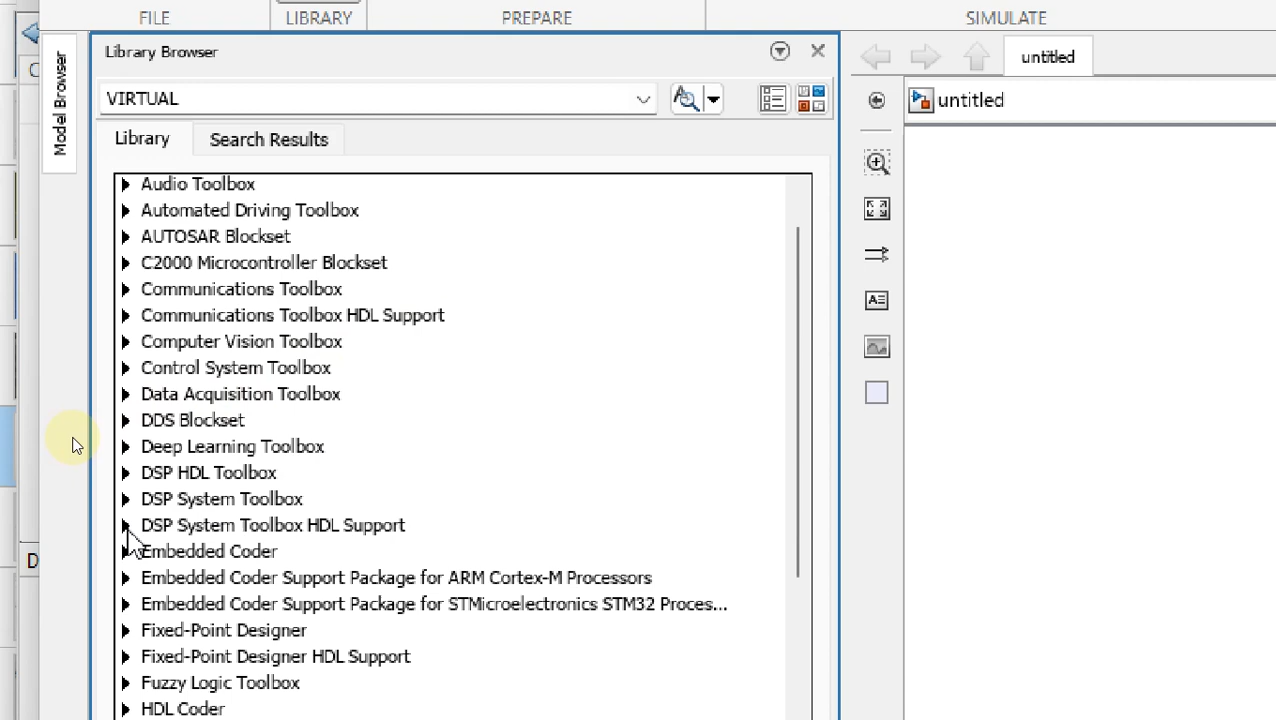 FILE
LIBRARY
PREPARE
SIMULATE
Model Browser
Library Browser
VIRTUAL
Library
Search Results
Audio Toolbox
Automated Driving Toolbox
AUTOSAR Blockset
C2000 Microcontroller Blockset
Communications Toolbox
Communications Toolbox HDL Support
Computer Vision Toolbox
Control System Toolbox
Data Acquisition Toolbox
DDS Blockset
Deep Learning Toolbox
DSP HDL Toolbox
DSP System Toolbox
DSP System Toolbox HDL Support
Embedded Coder
Embedded Coder Support Package for ARM Cortex-M Processors
Embedded Coder Support Package for STMicroelectronics STM32 Proces...
Fixed-Point Designer
Fixed-Point Designer HDL Support
Fuzzy Logic Toolbox
HDL Coder
untitled
untitled